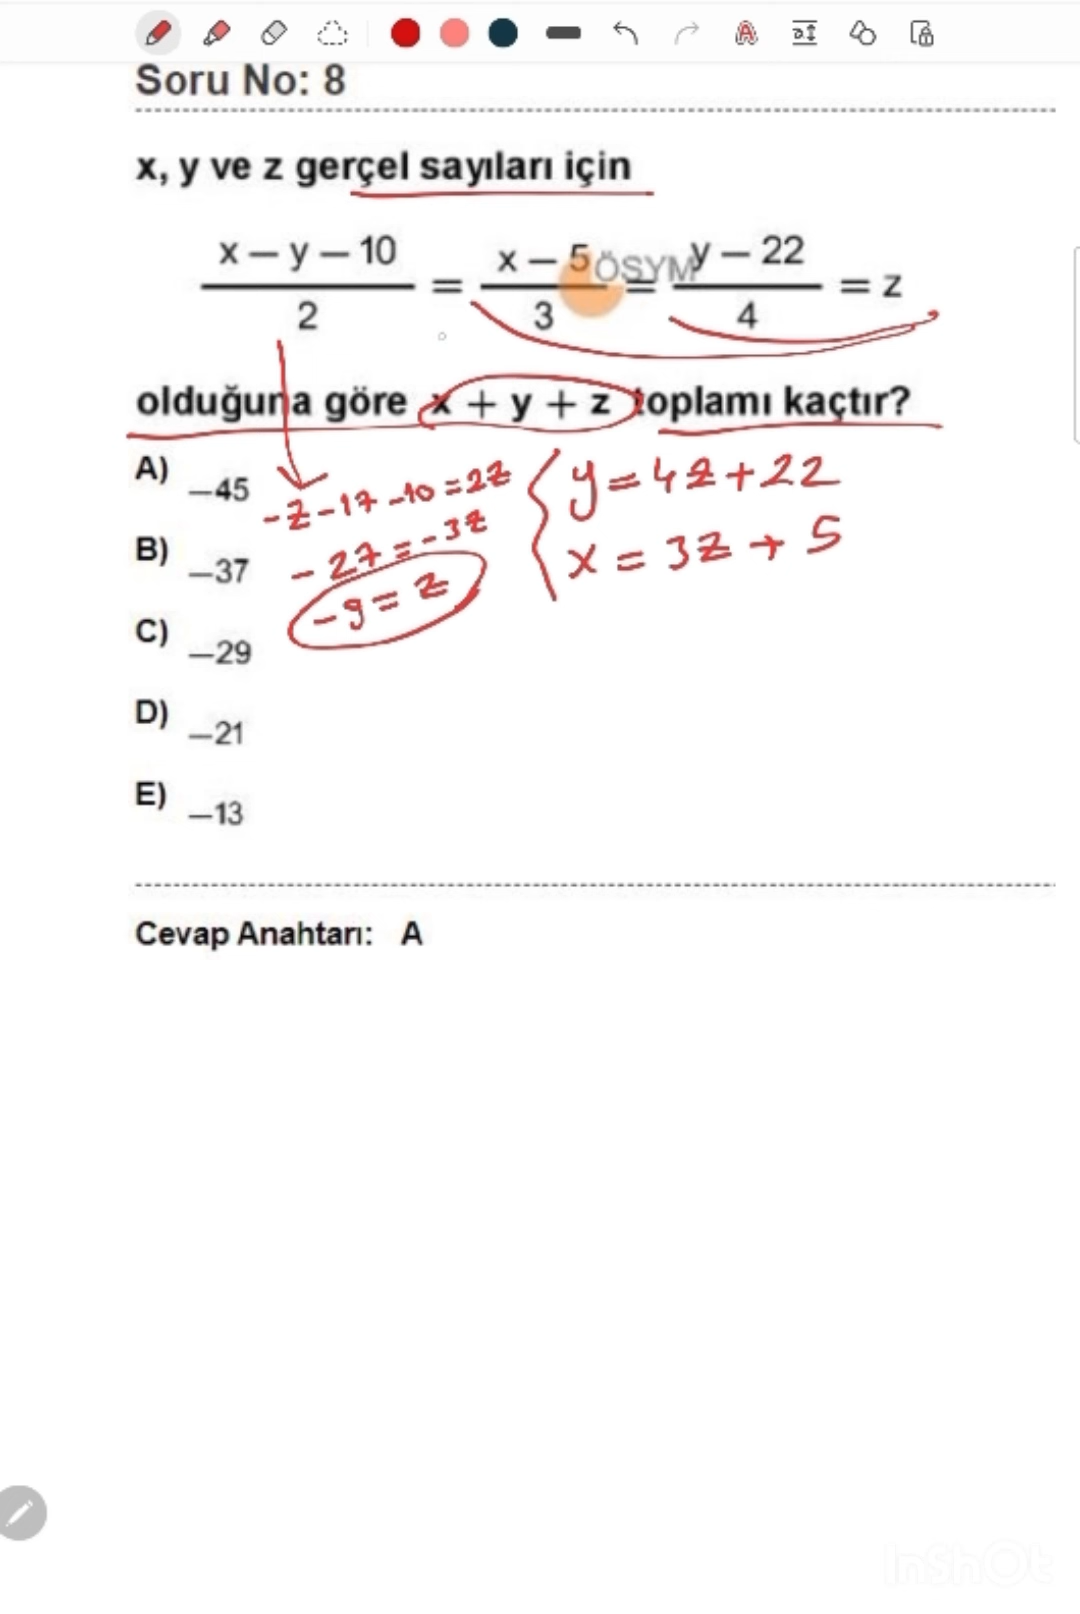 Soru No: 8
x, y ve z gerçel sayıları için
x − y − 10 / 2 = x − 5 / 3 = y − 22 / 4 = z
ÖSYM
olduğuna göre x + y + z toplamı kaçtır?
A) −45
B) −37
C) −29
D) −21
E) −13
-z-17-10=2z
-27=-3z
-9=z
y=4z+22
x=3z+5
Cevap Anahtarı: A
InShOt